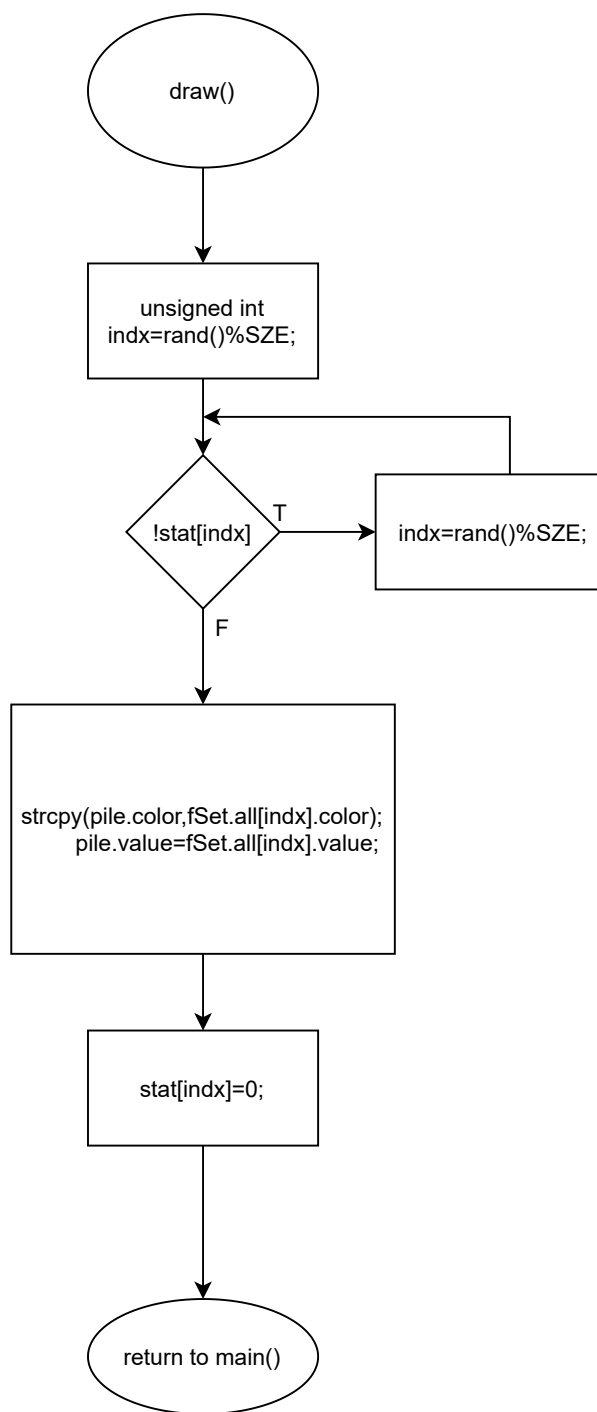 draw()
unsigned int
indx=rand()%SZE;
!stat[indx]
T
indx=rand()%SZE;
F
strcpy(pile.color,fSet.all[indx].color);
pile.value=fSet.all[indx].value;
stat[indx]=0;
return to main()